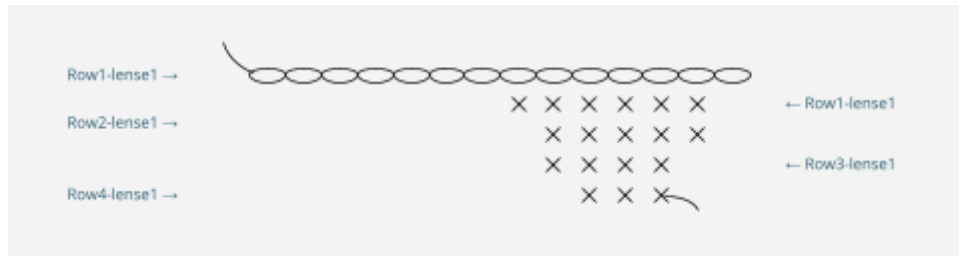 Row1-lense1 →
← Row1-lense1
Row2-lense1 →
← Row3-lense1
Row4-lense1 →